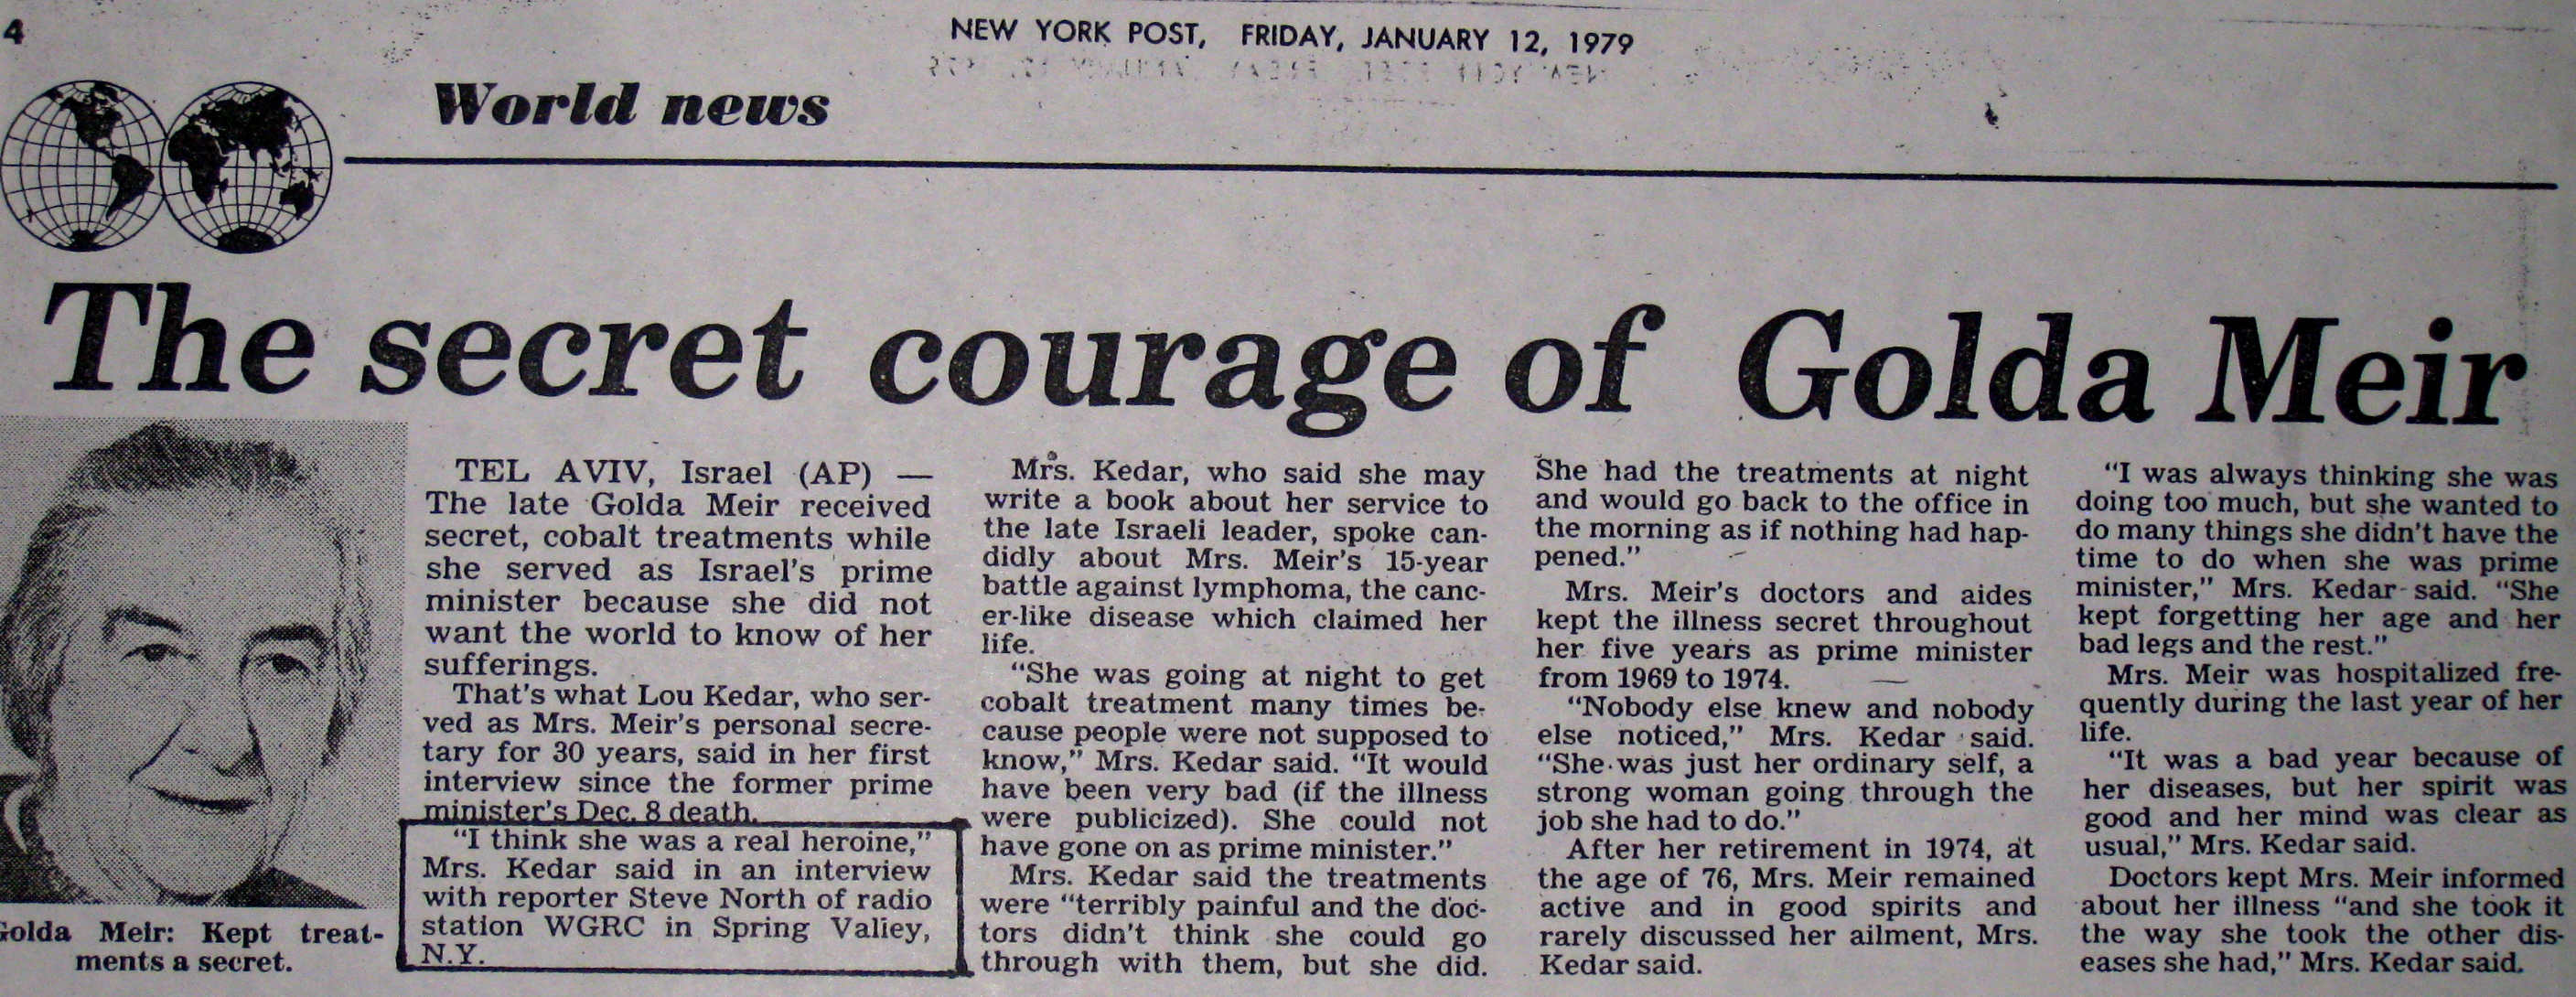 4
NEW YORK POST, FRIDAY, JANUARY 12, 1979
World news
The secret courage of Golda Meir
Golda Meir: Kept treat-
ments a secret.
TEL AVIV, Israel (AP) —
The late Golda Meir received
secret, cobalt treatments while
she served as Israel's prime
minister because she did not
want the world to know of her
sufferings.
That's what Lou Kedar, who ser-
ved as Mrs. Meir's personal secre-
tary for 30 years, said in her first
interview since the former prime
minister's Dec. 8 death.
"I think she was a real heroine,"
Mrs. Kedar said in an interview
with reporter Steve North of radio
station WGRC in Spring Valley,
N.Y.
Mrs. Kedar, who said she may
write a book about her service to
the late Israeli leader, spoke can-
didly about Mrs. Meir's 15-year
battle against lymphoma, the canc-
er-like disease which claimed her
life.
"She was going at night to get
cobalt treatment many times be-
cause people were not supposed to
know," Mrs. Kedar said. "It would
have been very bad (if the illness
were publicized). She could not
have gone on as prime minister."
Mrs. Kedar said the treatments
were "terribly painful and the doc-
tors didn't think she could go
through with them, but she did.
She had the treatments at night
and would go back to the office in
the morning as if nothing had hap-
pened."
Mrs. Meir's doctors and aides
kept the illness secret throughout
her five years as prime minister
from 1969 to 1974.
"Nobody else knew and nobody
else noticed," Mrs. Kedar said.
"She was just her ordinary self, a
strong woman going through the
job she had to do."
After her retirement in 1974, at
the age of 76, Mrs. Meir remained
active and in good spirits and
rarely discussed her ailment, Mrs.
Kedar said.
"I was always thinking she was
doing too much, but she wanted to
do many things she didn't have the
time to do when she was prime
minister," Mrs. Kedar said. "She
kept forgetting her age and her
bad legs and the rest."
Mrs. Meir was hospitalized fre-
quently during the last year of her
life.
"It was a bad year because of
her diseases, but her spirit was
good and her mind was clear as
usual," Mrs. Kedar said.
Doctors kept Mrs. Meir informed
about her illness "and she took it
the way she took the other dis-
eases she had," Mrs. Kedar said.